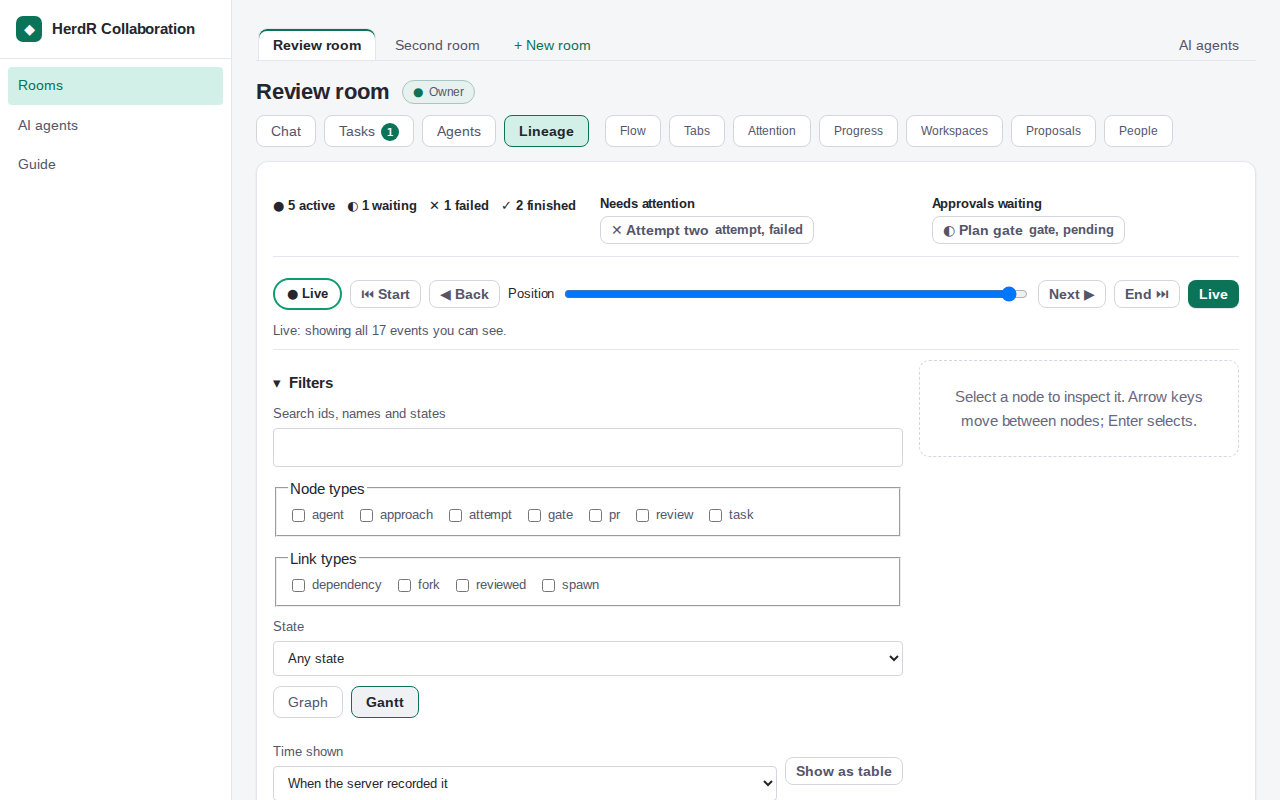 HerdR Collaboration
Rooms
AI agents
Guide
Review room
Second room
+ New room
AI agents
Review room
● Owner
Chat
Tasks 1
Agents
Lineage
Flow
Tabs
Attention
Progress
Workspaces
Proposals
People
● 5 active ◐ 1 waiting ✕ 1 failed ✓ 2 finished
Needs attention
✕ Attempt two attempt, failed
Approvals waiting
◐ Plan gate gate, pending
● Live
⏮ Start
◀ Back
Position
Next ▶
End ⏭
Live
Live: showing all 17 events you can see.
▾ Filters
Search ids, names and states
Node types
agent approach attempt gate pr review task
Link types
dependency fork reviewed spawn
State
Any state
Graph
Gantt
Time shown
When the server recorded it
Show as table
Select a node to inspect it. Arrow keys
move between nodes; Enter selects.